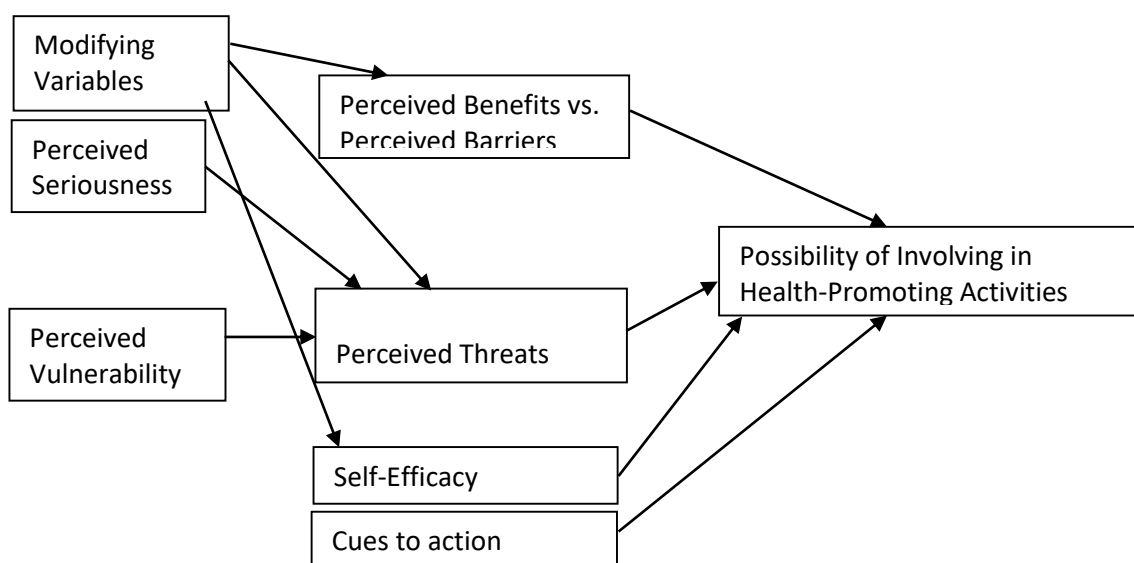 Modifying
Variables
Perceived Benefits vs.
Perceived Barriers
Perceived
Seriousness
Possibility of Involving in
Health-Promoting Activities
Perceived
Vulnerability
Perceived Threats
Self-Efficacy
Cues to action